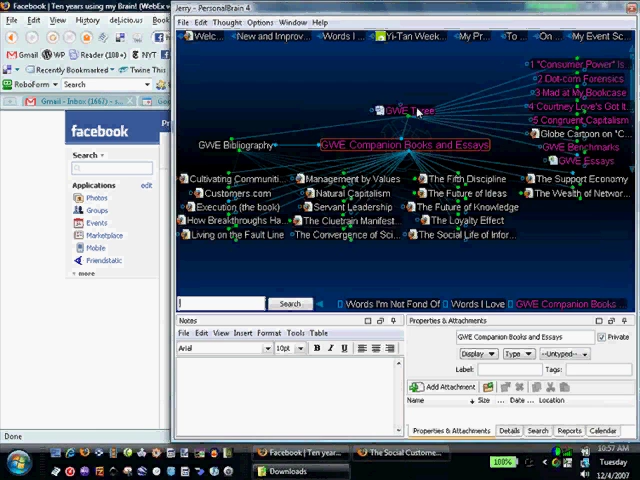 Facebook | Ten years using my Brain! (WebEx w
Jerry - PersonalBrain 4
File Edit View History
File Edit Thought Options Window Help
Getting Started Latest Headlines
del.icio.us
Gmail WP Reader (100+) NYT
Recently Bookmarked
RoboForm Search
Gmail - Inbox (1667)
facebook
Search
Applications edit
Photos
Groups
Events
Marketplace
Mobile
Friendstatic
more
Done
Welc...
New and Improv...
Words I ...
Yi-Tan Week...
My Pr...
To ...
On ...
My Event Sc...
GWE Three
1 "Consumer Power" Is
2 Dot-com Forensics
3 Mad at My Bookcase
4 Courtney Love's Got It
5 Congruent Capitalism
Globe Cartoon on "C...
GWE Benchmarks
GWE Essays
GWE Bibliography
GWE Companion Books and Essays
Cultivating Communiti...
Customers.com
Execution (the book)
How Breakthroughs Ha...
Living on the Fault Line
Management by Values
Natural Capitalism
Servant Leadership
The Cluetrain Manifest...
The Convergence of Sci...
The Fifth Discipline
The Future of Ideas
The Future of Knowledge
The Loyalty Effect
The Social Life of Infor...
The Support Economy
The Wealth of Networ...
Search
Words I'm Not Fond Of Words I Love GWE Companion Books ...
Notes
File Edit View Insert Format Tools Table
Arial 10pt B I U
Properties & Attachments
GWE Companion Books and Essays Private
Display Type --Untyped--
Label: Tags:
Add Attachment
Name Size ... Date ... Location
Properties & Attachments Details Search Reports Calendar
Facebook | Ten year...
The Social Custome...
Downloads
100%
10:57 AM
Tuesday
12/4/2007